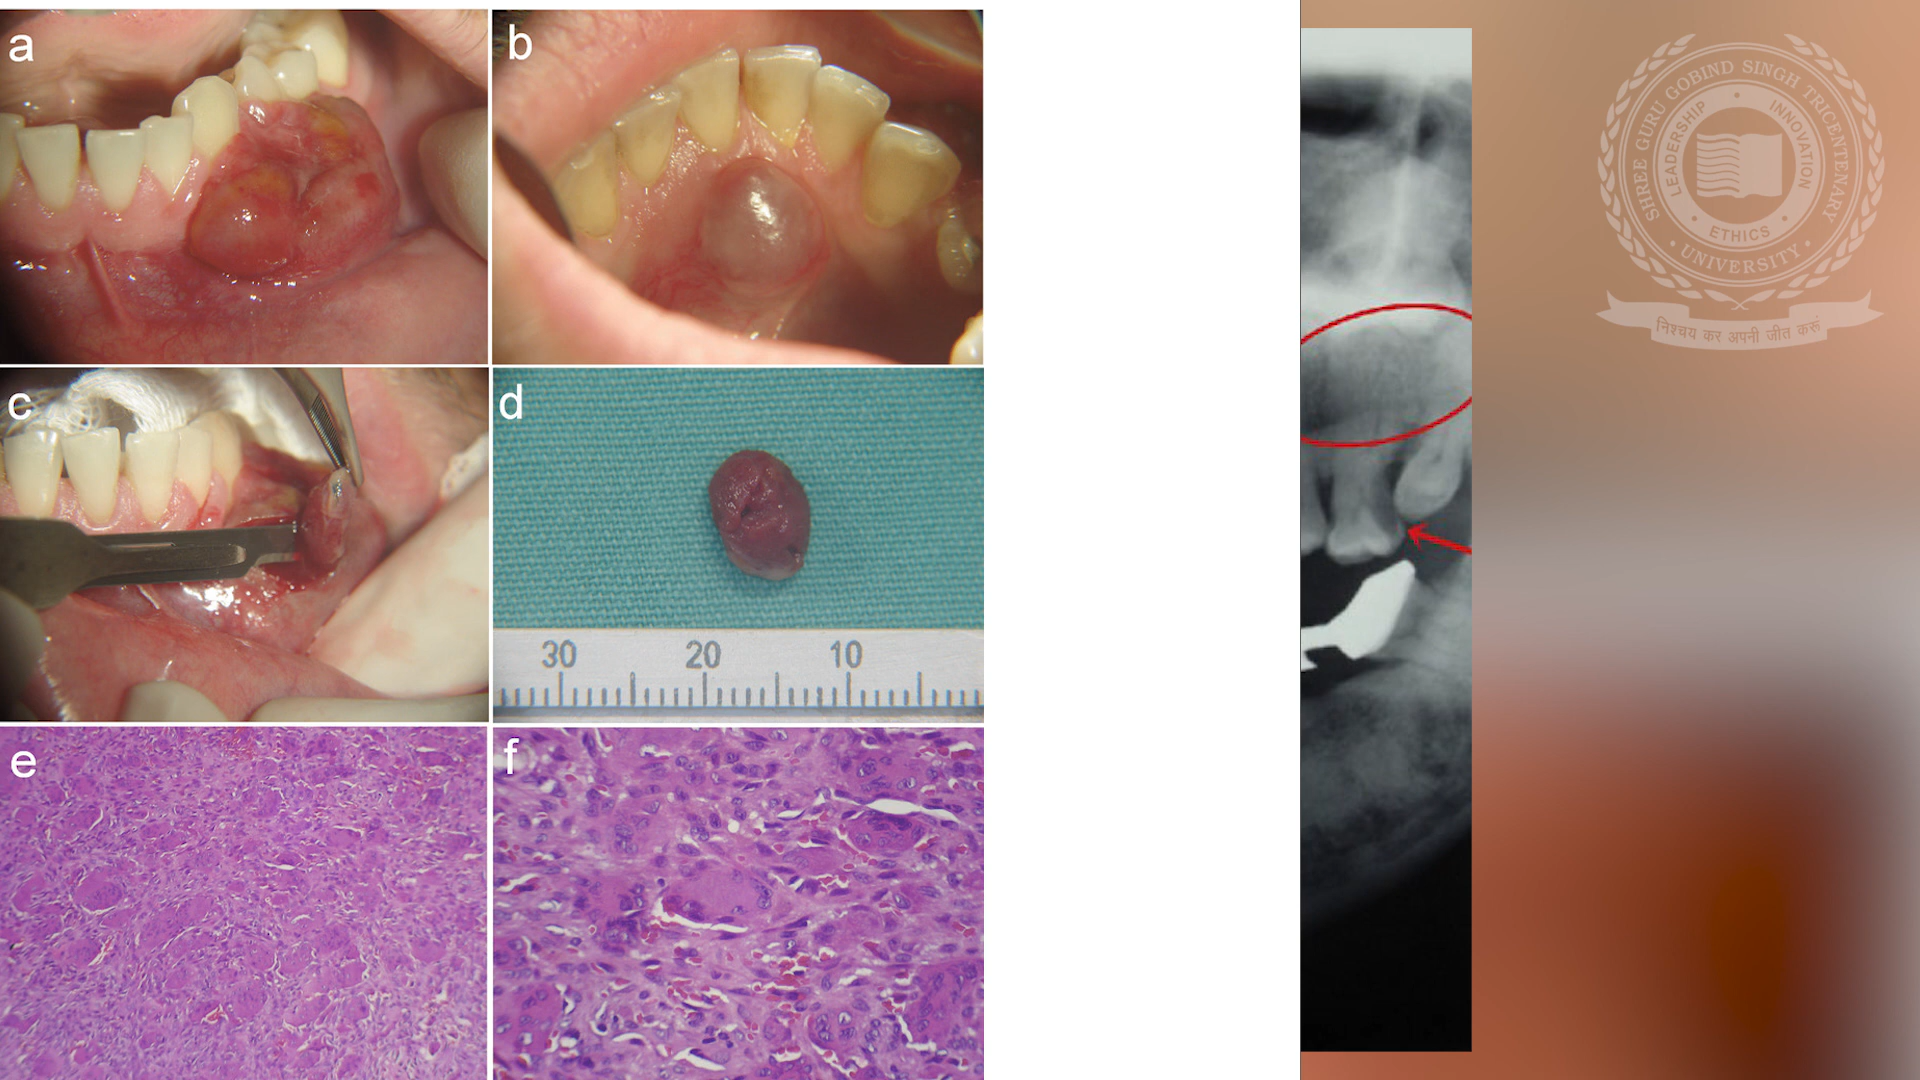 a
b
c
d
30 20 10
e
f
SHREE GURU GOBIND SINGH TRICENTENARY
UNIVERSITY
LEADERSHIP
INNOVATION
ETHICS
निश्चय कर अपनी जीत करूं